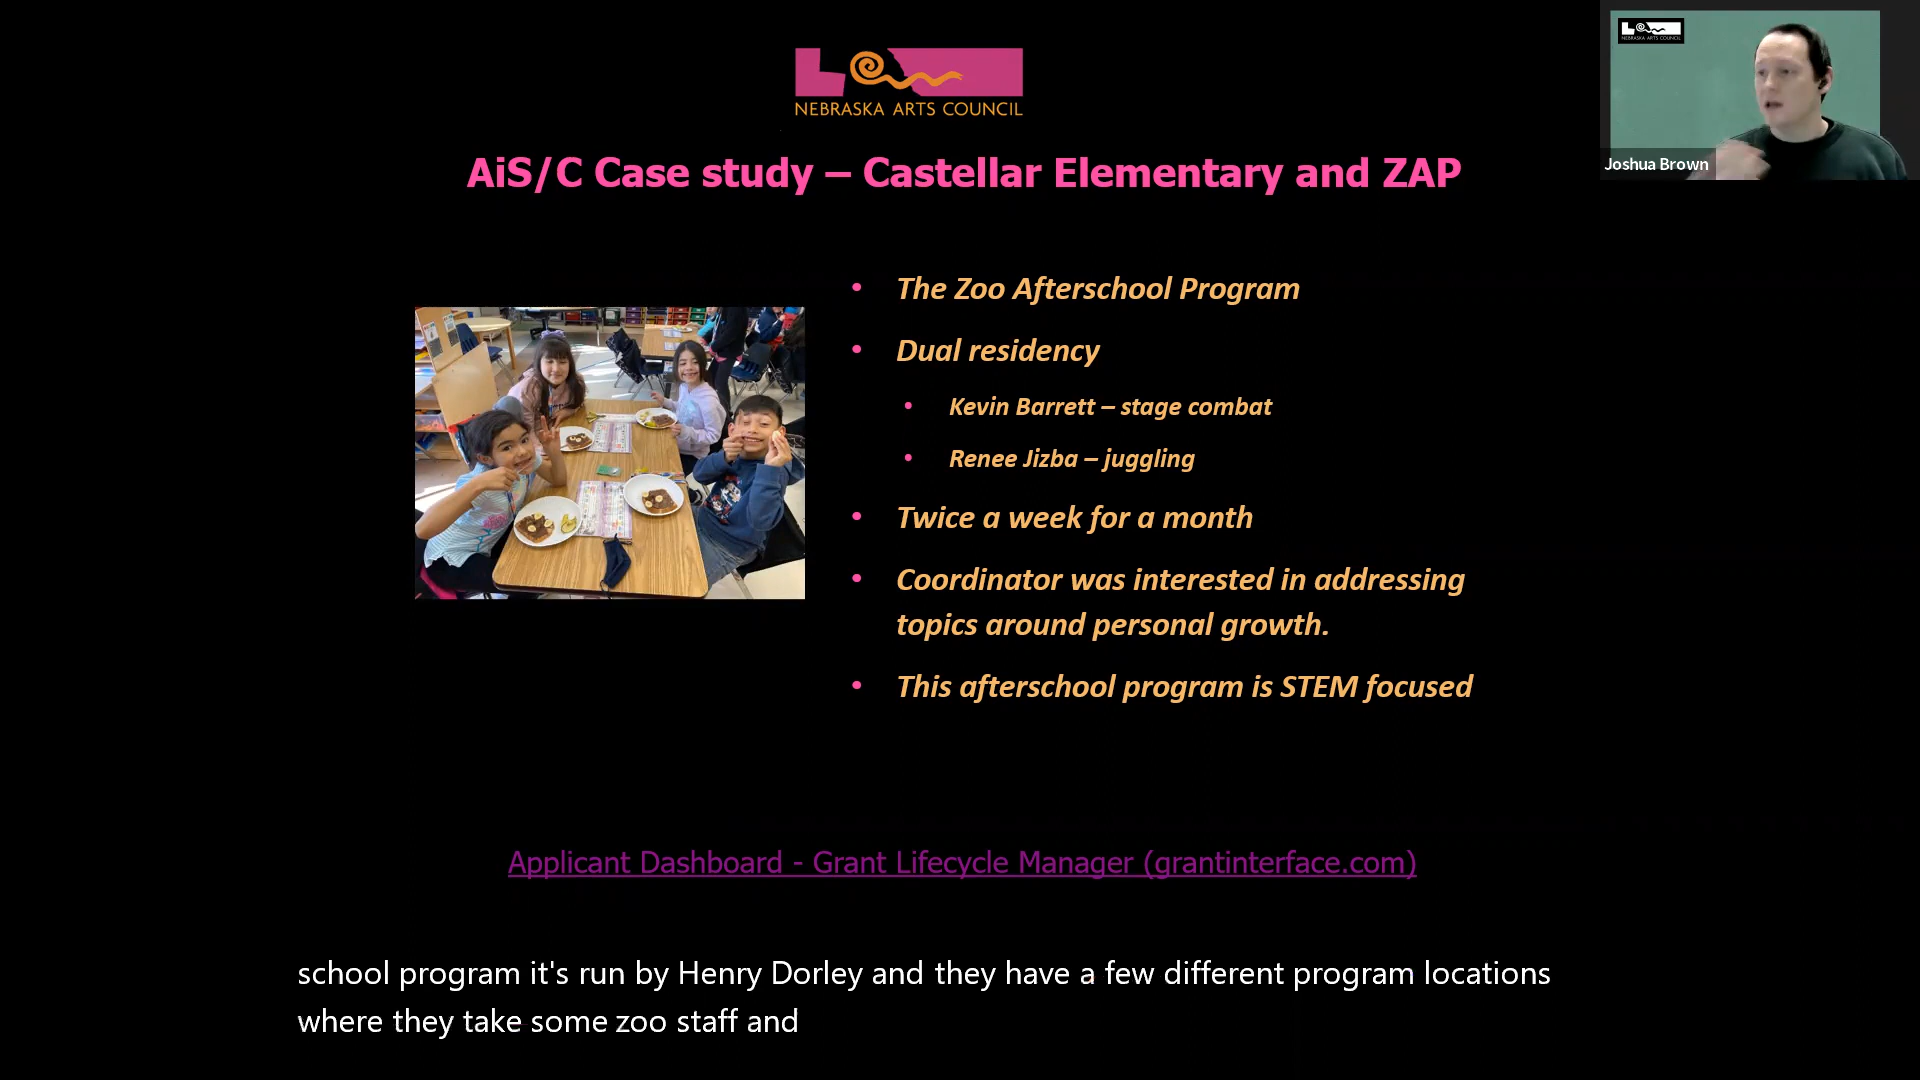 NEBRASKA ARTS COUNCIL
NEBRASKA ARTS COUNCIL
Joshua Brown
AiS/C Case study – Castellar Elementary and ZAP
• The Zoo Afterschool Program
• Dual residency
• Kevin Barrett – stage combat
• Renee Jizba – juggling
• Twice a week for a month
• Coordinator was interested in addressing
topics around personal growth.
• This afterschool program is STEM focused
Applicant Dashboard - Grant Lifecycle Manager (grantinterface.com)
school program it's run by Henry Dorley and they have a few different program locations
where they take some zoo staff and